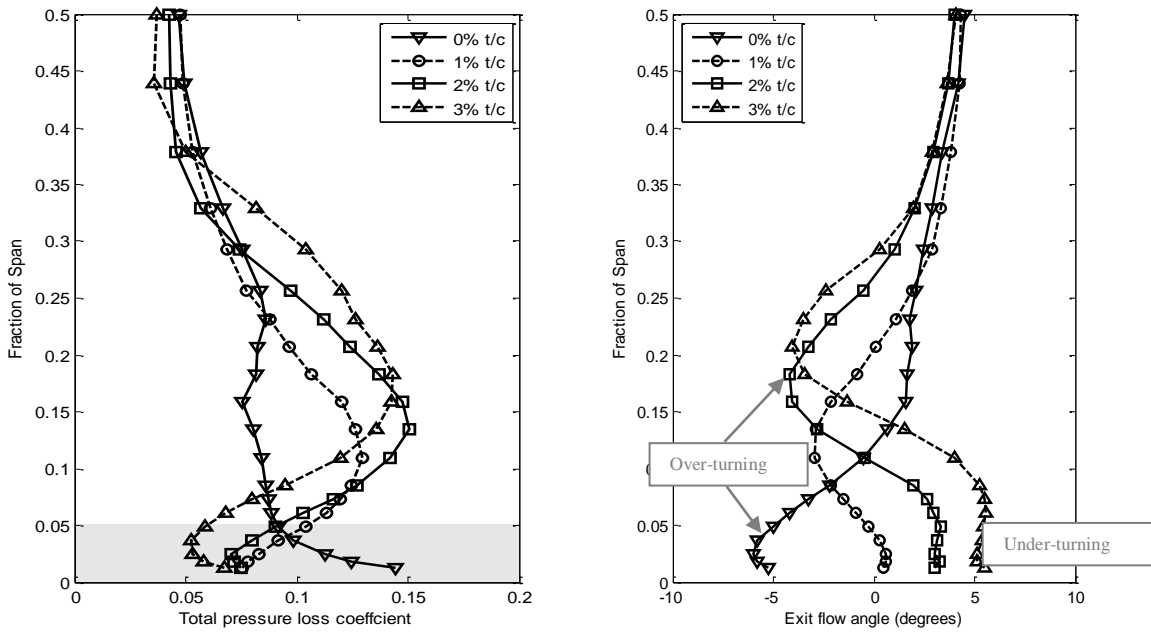 0.5
0.45
0.4
0.35
0.3
0.25
0.2
0.15
0.1
0.05
0
Fraction of Span
0 0.05 0.1 0.15 0.2
Total pressure loss coeffcient
0% t/c
1% t/c
2% t/c
3% t/c
0.5
0.45
0.4
0.35
0.3
0.25
0.2
0.15
0.05
0
Fraction of Span
-10 -5 0 5 10
Exit flow angle (degrees)
0% t/c
1% t/c
2% t/c
3% t/c
Over-turning
Under-turning